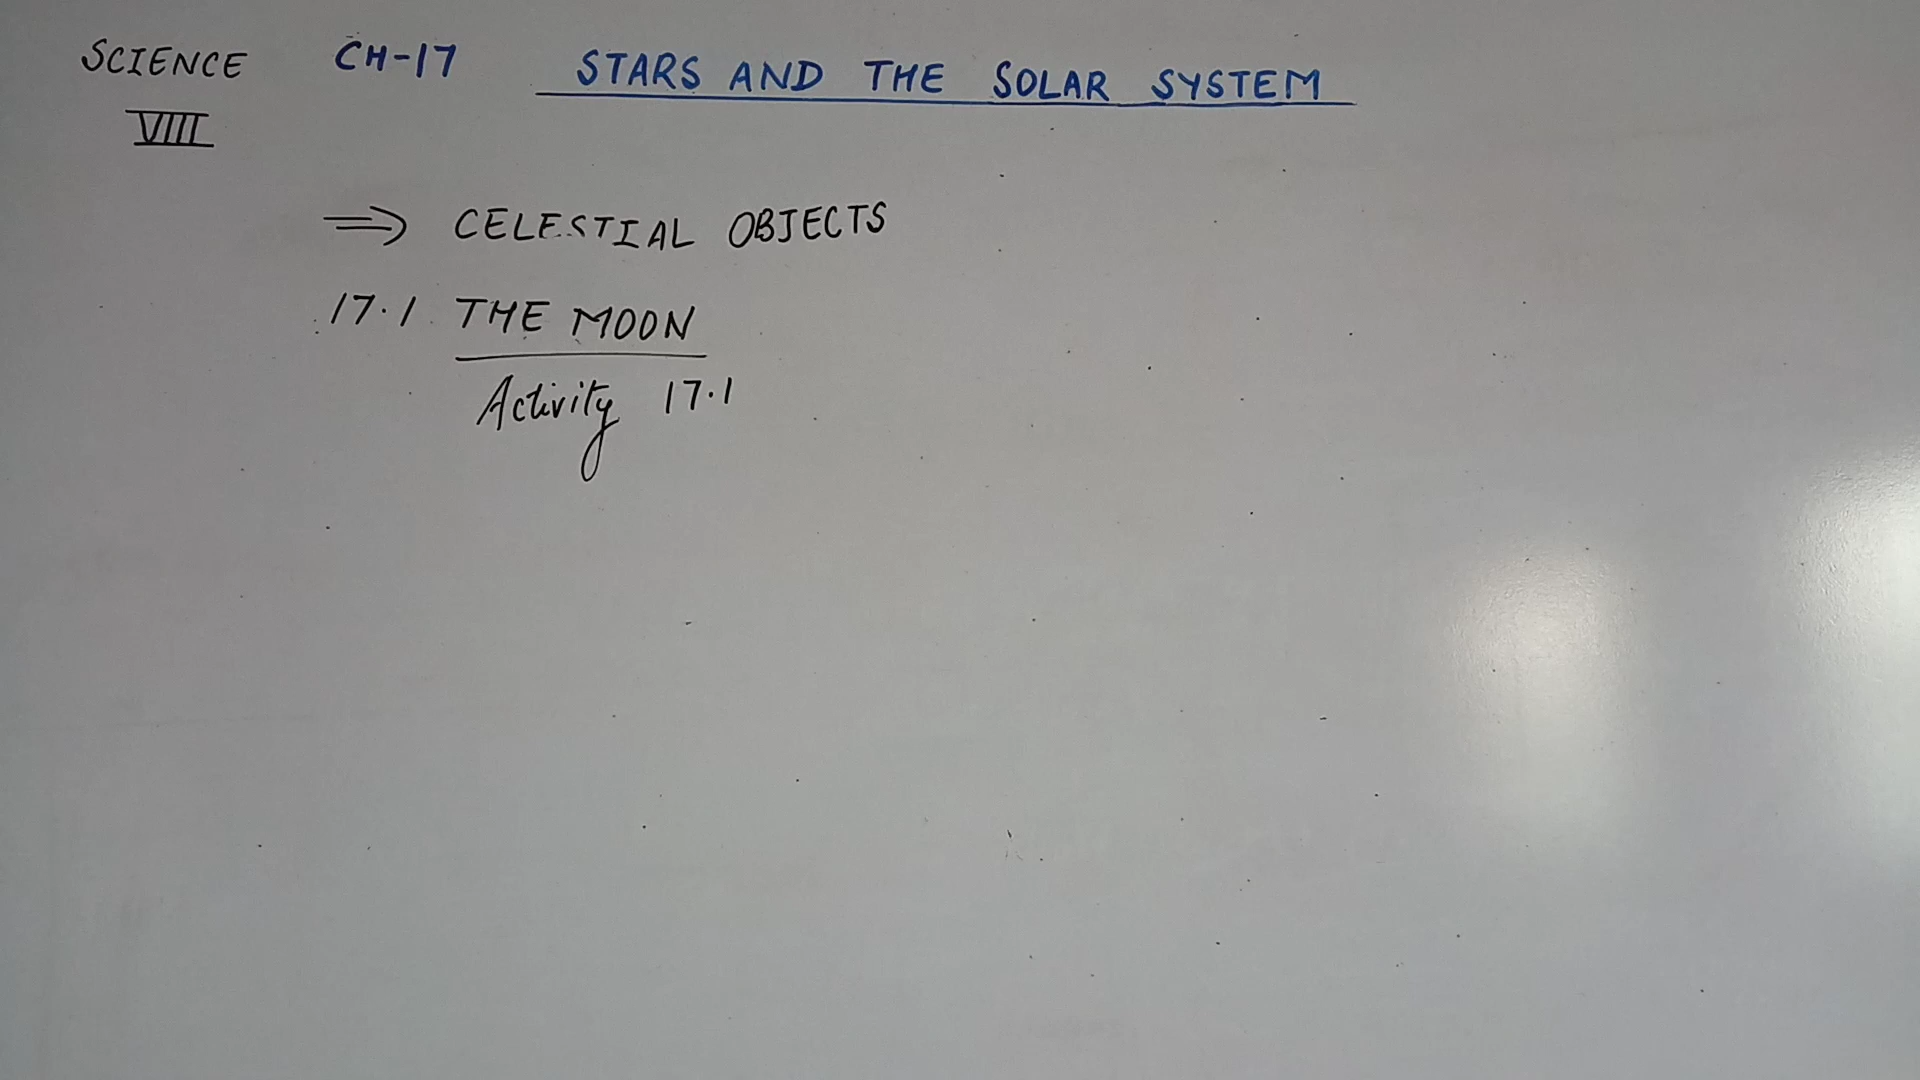 SCIENCE CH-17 STARS AND THE SOLAR SYSTEM
VIII
⇒ CELESTIAL OBJECTS
17.1 THE MOON
Activity 17.1